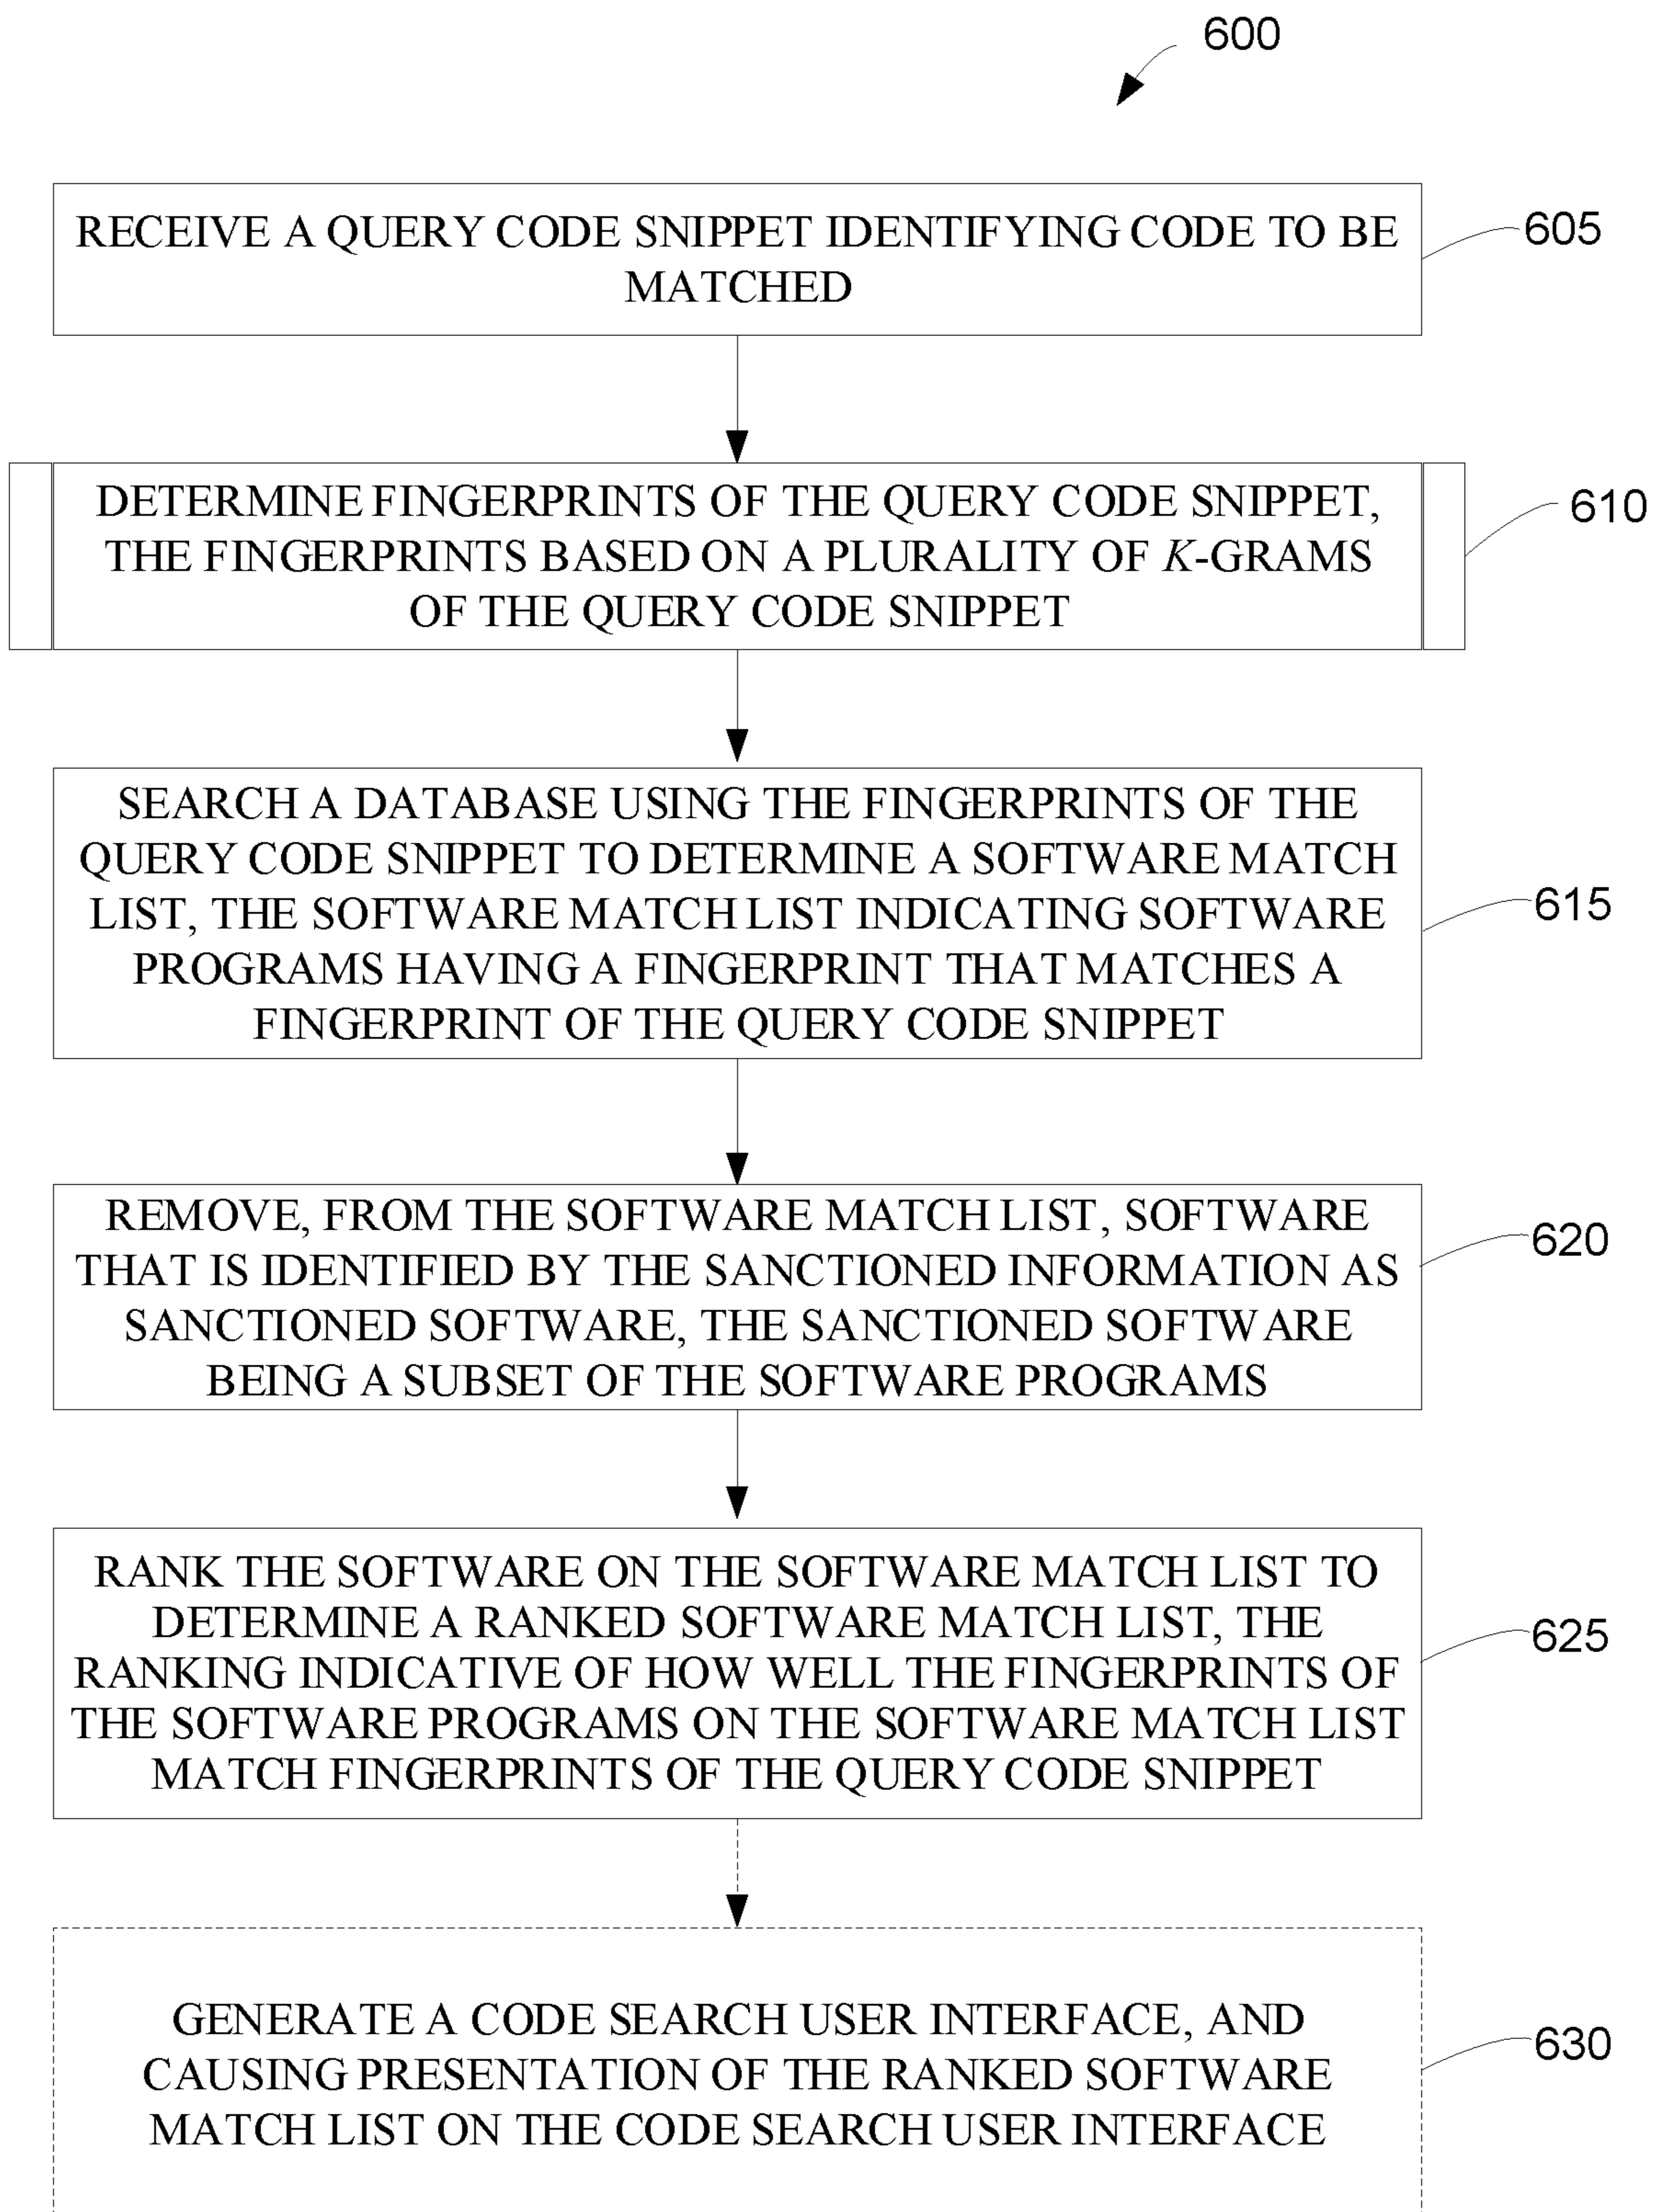 600
RECEIVE A QUERY CODE SNIPPET IDENTIFYING CODE TO BE
MATCHED
605
DETERMINE FINGERPRINTS OF THE QUERY CODE SNIPPET,
THE FINGERPRINTS BASED ON A PLURALITY OF K-GRAMS
OF THE QUERY CODE SNIPPET
610
SEARCH A DATABASE USING THE FINGERPRINTS OF THE
QUERY CODE SNIPPET TO DETERMINE A SOFTWARE MATCH
LIST, THE SOFTWARE MATCH LIST INDICATING SOFTWARE
PROGRAMS HAVING A FINGERPRINT THAT MATCHES A
FINGERPRINT OF THE QUERY CODE SNIPPET
615
REMOVE, FROM THE SOFTWARE MATCH LIST, SOFTWARE
THAT IS IDENTIFIED BY THE SANCTIONED INFORMATION AS
SANCTIONED SOFTWARE, THE SANCTIONED SOFTWARE
BEING A SUBSET OF THE SOFTWARE PROGRAMS
620
RANK THE SOFTWARE ON THE SOFTWARE MATCH LIST TO
DETERMINE A RANKED SOFTWARE MATCH LIST, THE
RANKING INDICATIVE OF HOW WELL THE FINGERPRINTS OF
THE SOFTWARE PROGRAMS ON THE SOFTWARE MATCH LIST
MATCH FINGERPRINTS OF THE QUERY CODE SNIPPET
625
GENERATE A CODE SEARCH USER INTERFACE, AND
CAUSING PRESENTATION OF THE RANKED SOFTWARE
MATCH LIST ON THE CODE SEARCH USER INTERFACE
630